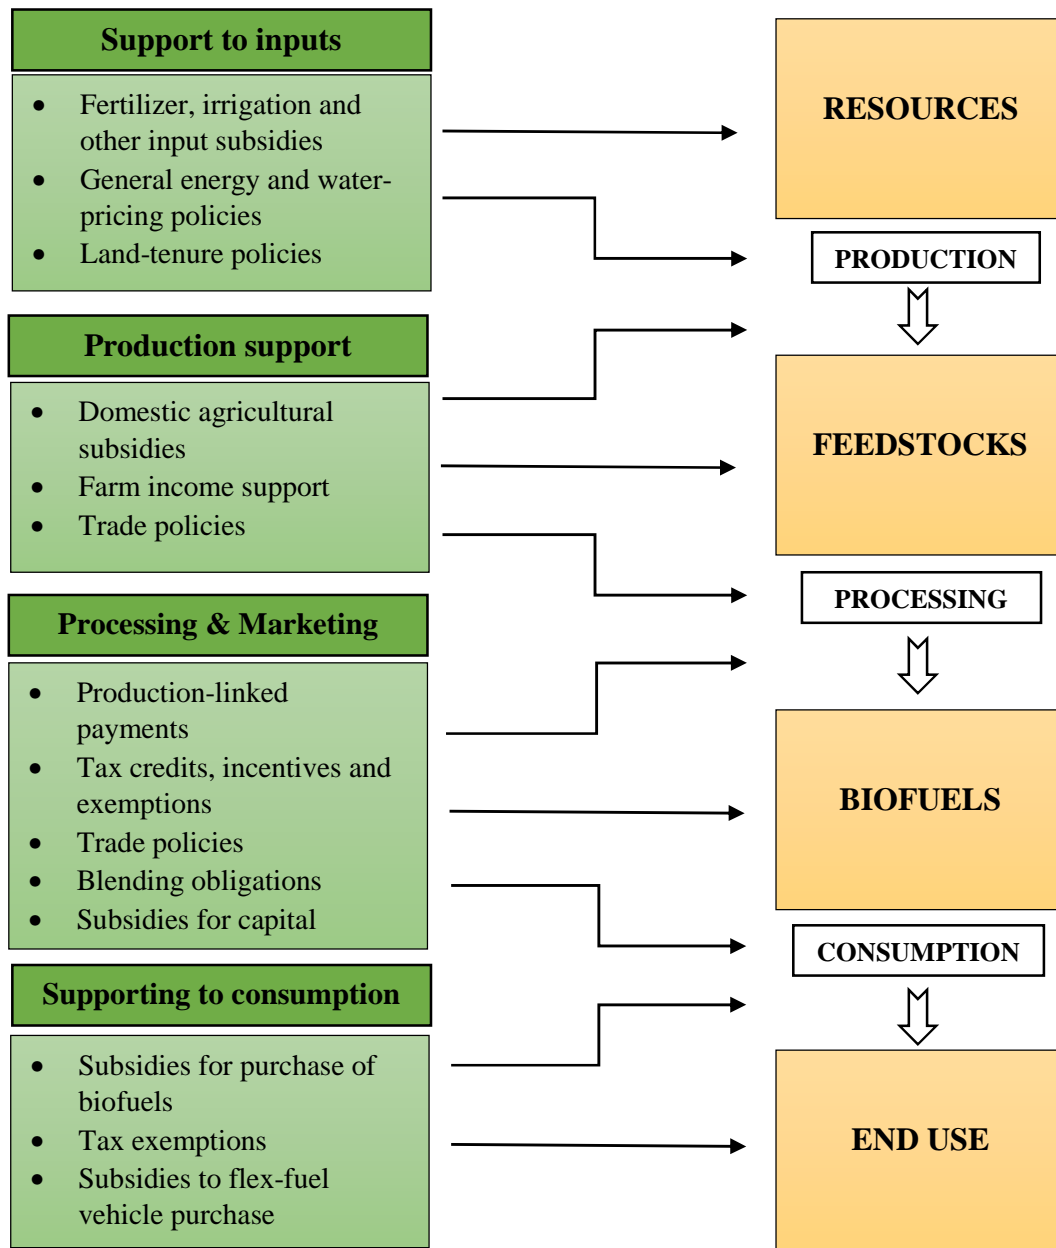 Support to inputs
• Fertilizer, irrigation and
other input subsidies
• General energy and water-
pricing policies
• Land-tenure policies
Production support
• Domestic agricultural
subsidies
• Farm income support
• Trade policies
Processing & Marketing
• Production-linked
payments
• Tax credits, incentives and
exemptions
• Trade policies
• Blending obligations
• Subsidies for capital
Supporting to consumption
• Subsidies for purchase of
biofuels
• Tax exemptions
• Subsidies to flex-fuel
vehicle purchase
RESOURCES
PRODUCTION
FEEDSTOCKS
PROCESSING
BIOFUELS
CONSUMPTION
END USE